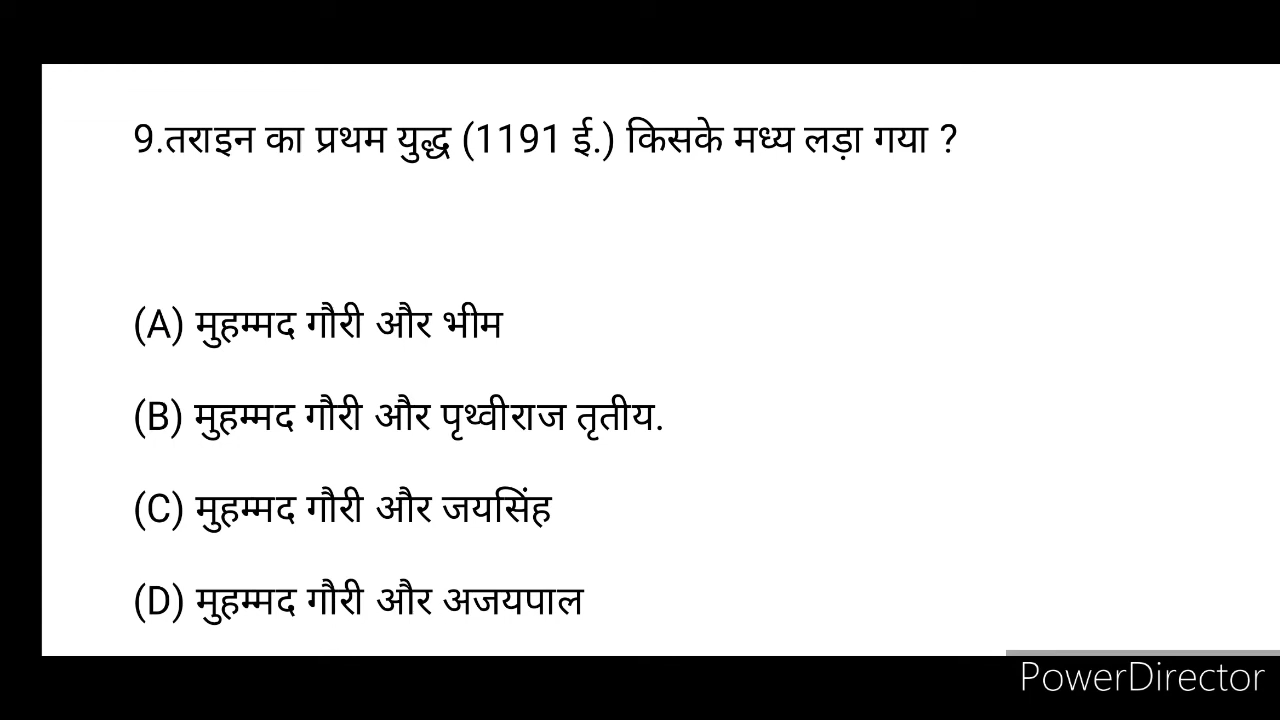 9.तराइन का प्रथम युद्ध (1191 ई.) किसके मध्य लड़ा गया ?
(A) मुहम्मद गौरी और भीम
(B) मुहम्मद गौरी और पृथ्वीराज तृतीय.
(C) मुहम्मद गौरी और जयसिंह
(D) मुहम्मद गौरी और अजयपाल
PowerDirector